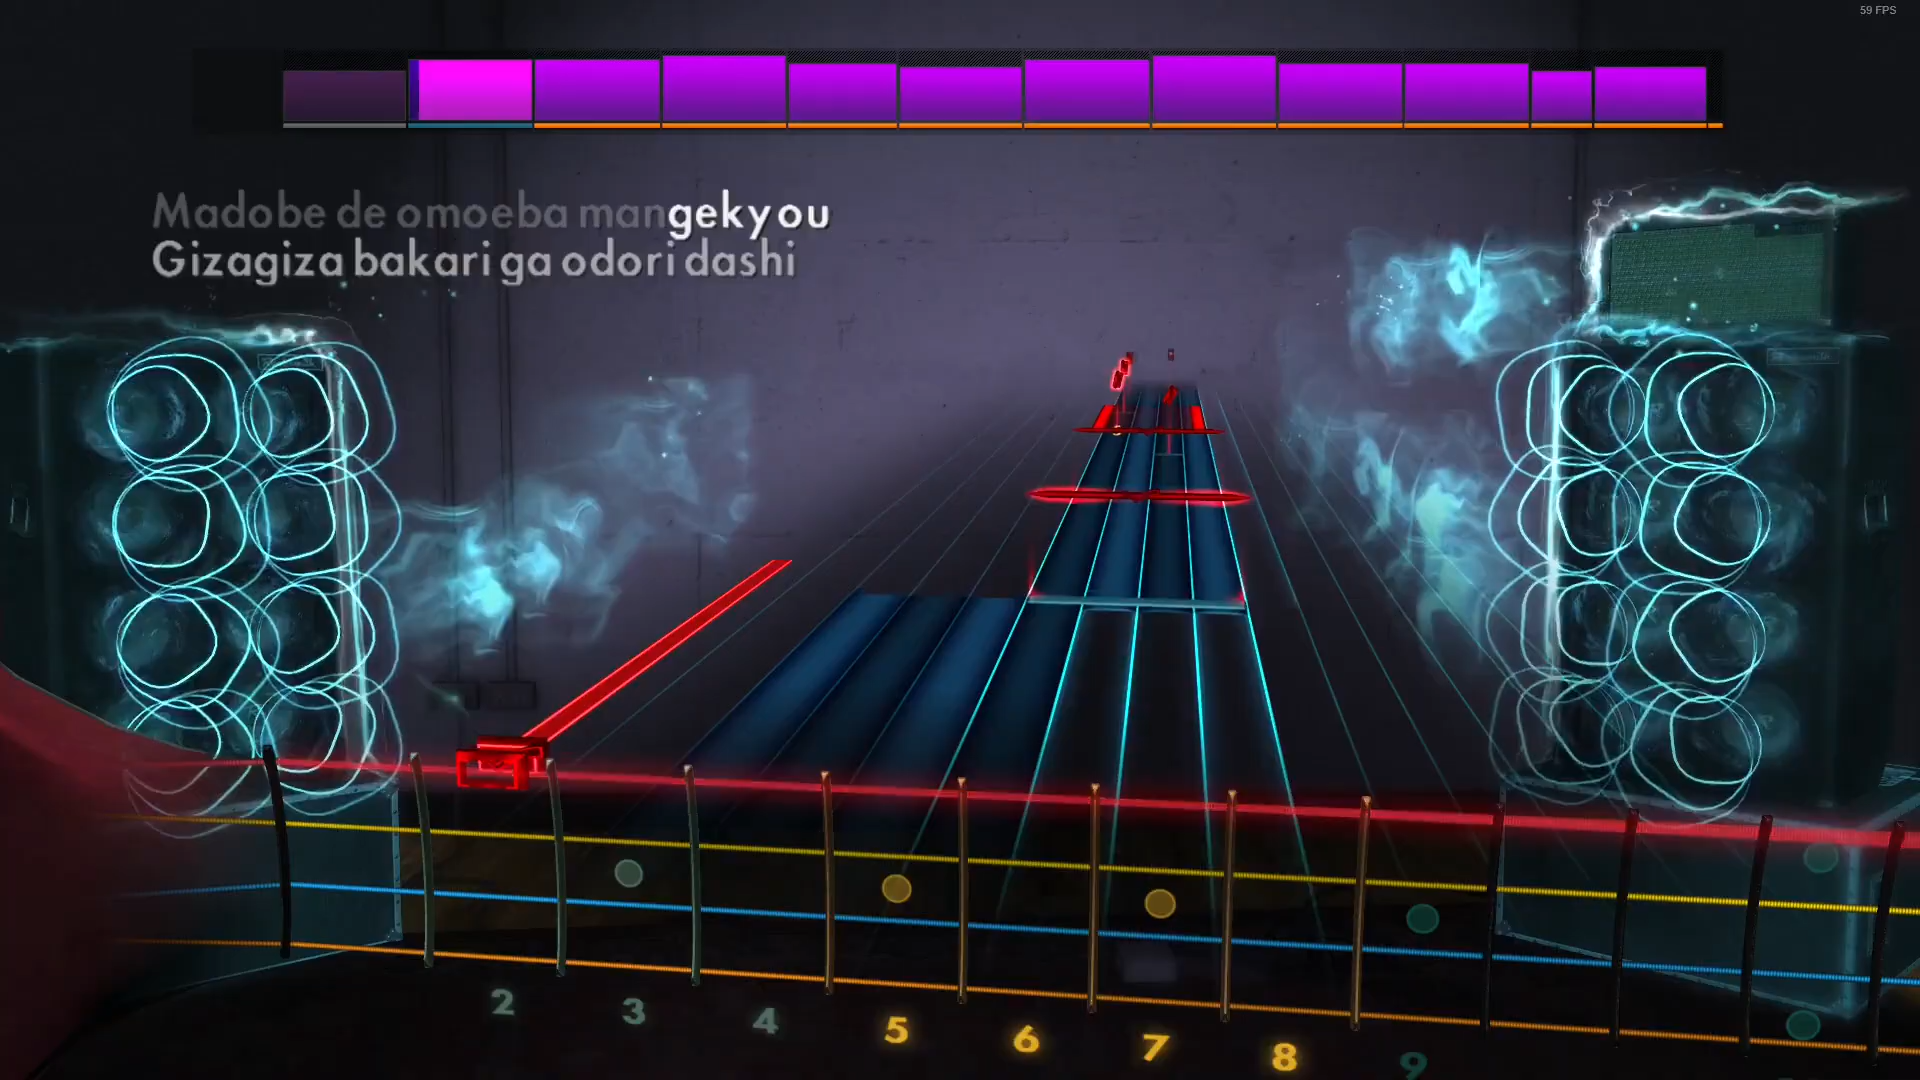 59 FPS
Madobe de omoeba mangekyou
Gizagiza bakari ga odori dashi
2 3 4 5 6 7 8 9